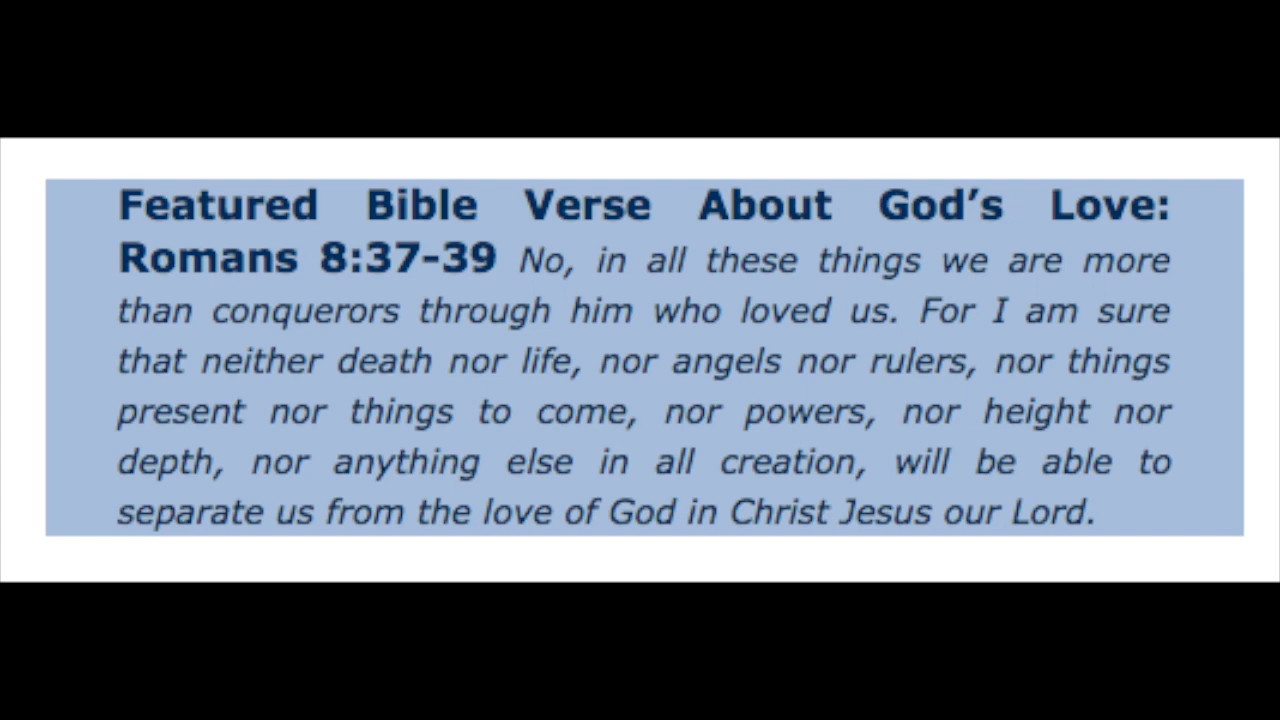 Featured Bible Verse About God’s Love:
Romans 8:37-39 No, in all these things we are more
than conquerors through him who loved us. For I am sure
that neither death nor life, nor angels nor rulers, nor things
present nor things to come, nor powers, nor height nor
depth, nor anything else in all creation, will be able to
separate us from the love of God in Christ Jesus our Lord.